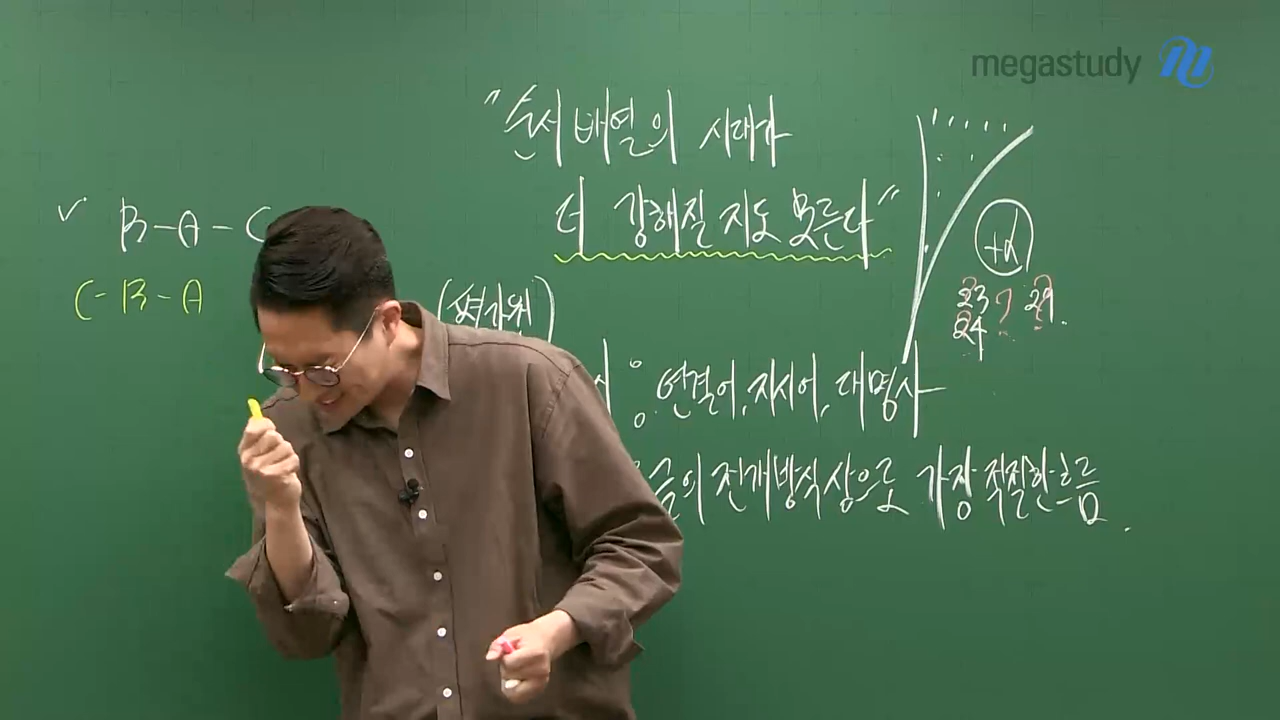 megastudy
"순서 배열의 시대가
더 강해질 지도 모른다"
✓ B-A-C
C-B-A
(평가원)
+α
23 ? 29.
24
: 연결어, 지시어, 대명사
글의 전개방식상으로 가장 적절한 흐름.